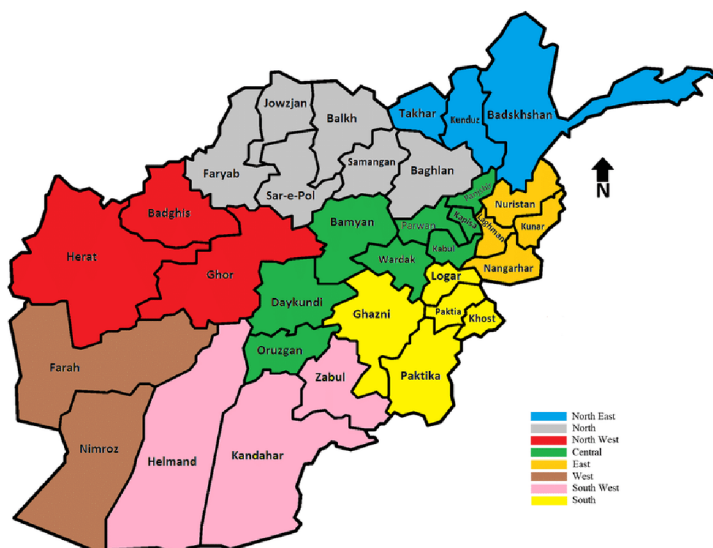 Jowzjan
Balkh
Takhar
Kunduz
Badskhshan
Faryab
Samangan
Baghlan
Sar-e-Pol
Panshir
N
Badghis
Nuristan
Bamyan
Parwan
Kapisa
Laghman
Kunar
Herat
Ghor
Wardak
Kabul
Nangarhar
Logar
Daykundi
Ghazni
Paktia
Khost
Oruzgan
Farah
Zabul
Paktika
Nimroz
Helmand
Kandahar
North East
North
North West
Central
East
West
South West
South